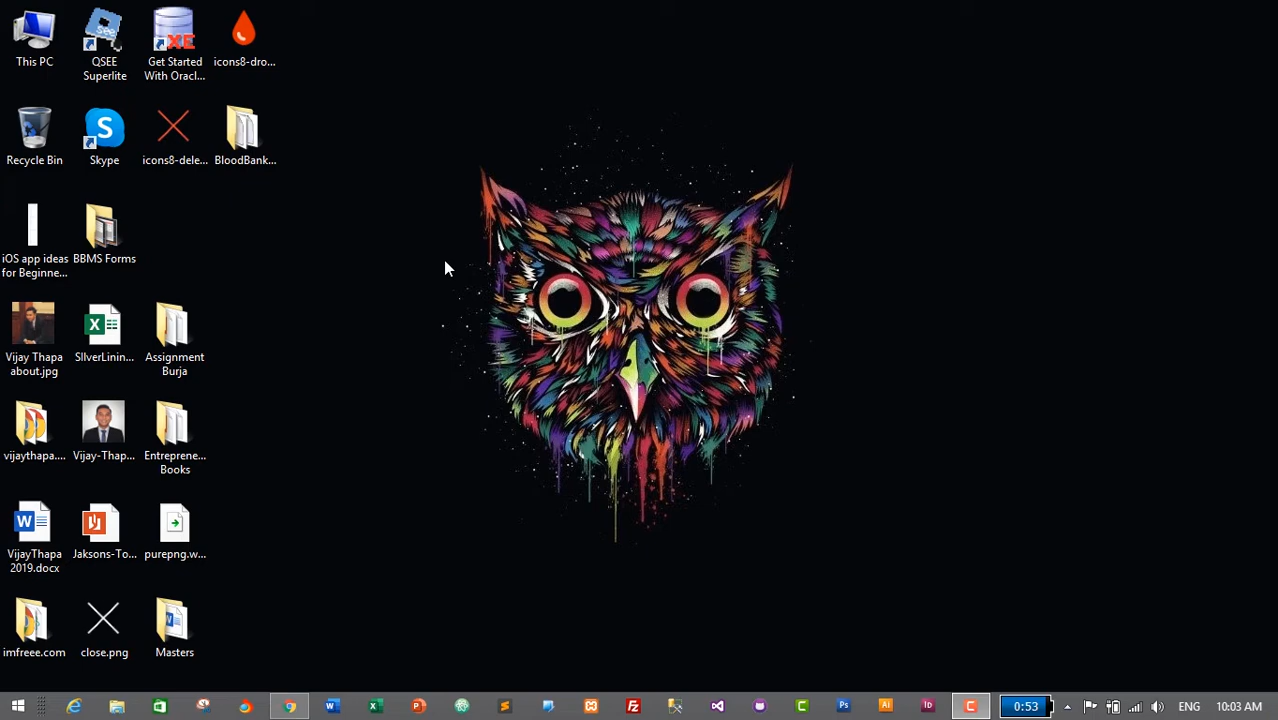 This PC
QSEE
Superlite
Get Started
With Oracl...
icons8-dro...
Recycle Bin
Skype
icons8-dele...
BloodBank...
iOS app ideas
for Beginne...
BBMS Forms
Vijay Thapa
about.jpg
SIlverLinin...
Assignment
Burja
vijaythapa....
Vijay-Thap...
Entreprene...
Books
VijayThapa
2019.docx
Jaksons-To...
purepng.w...
imfreee.com
close.png
Masters
0:53
ENG
10:03 AM
see
XE